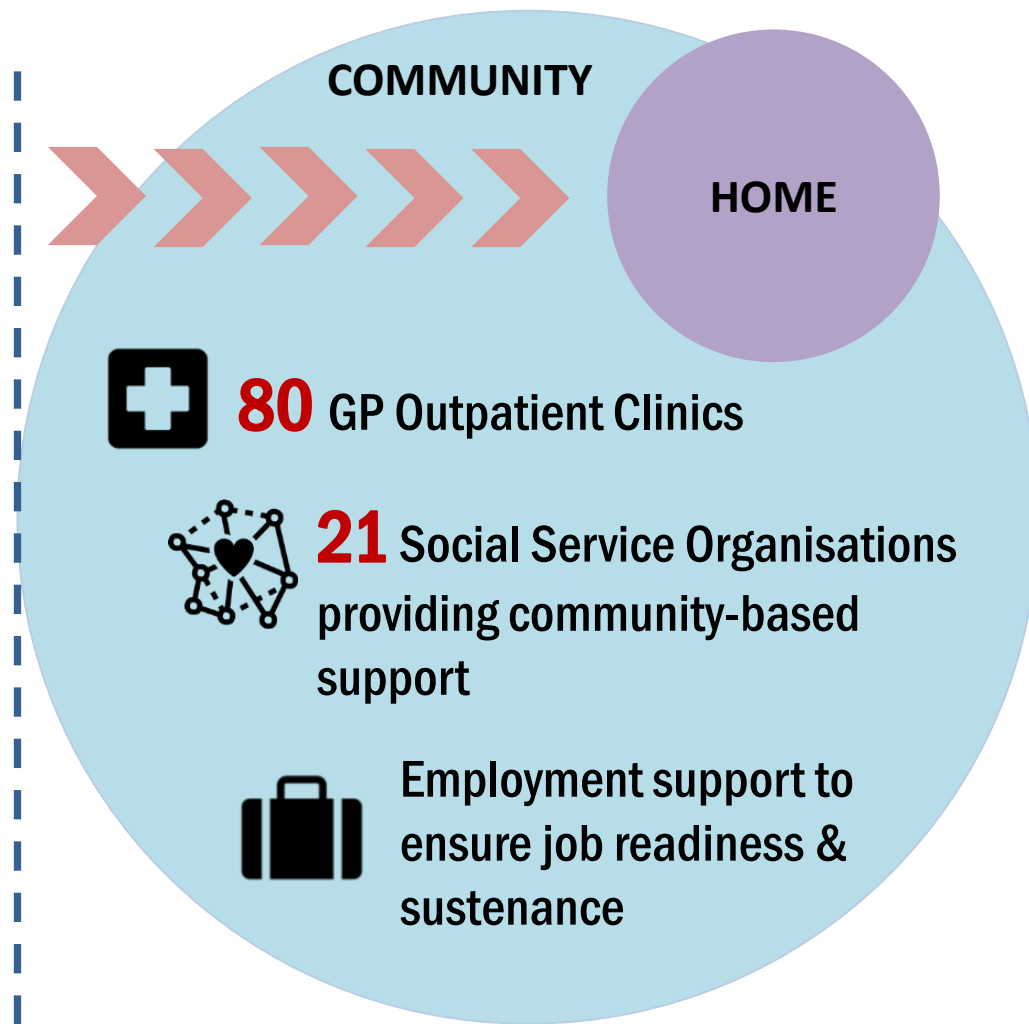 COMMUNITY
HOME
80 GP Outpatient Clinics
21 Social Service Organisations
providing community-based
support
Employment support to
ensure job readiness &
sustenance